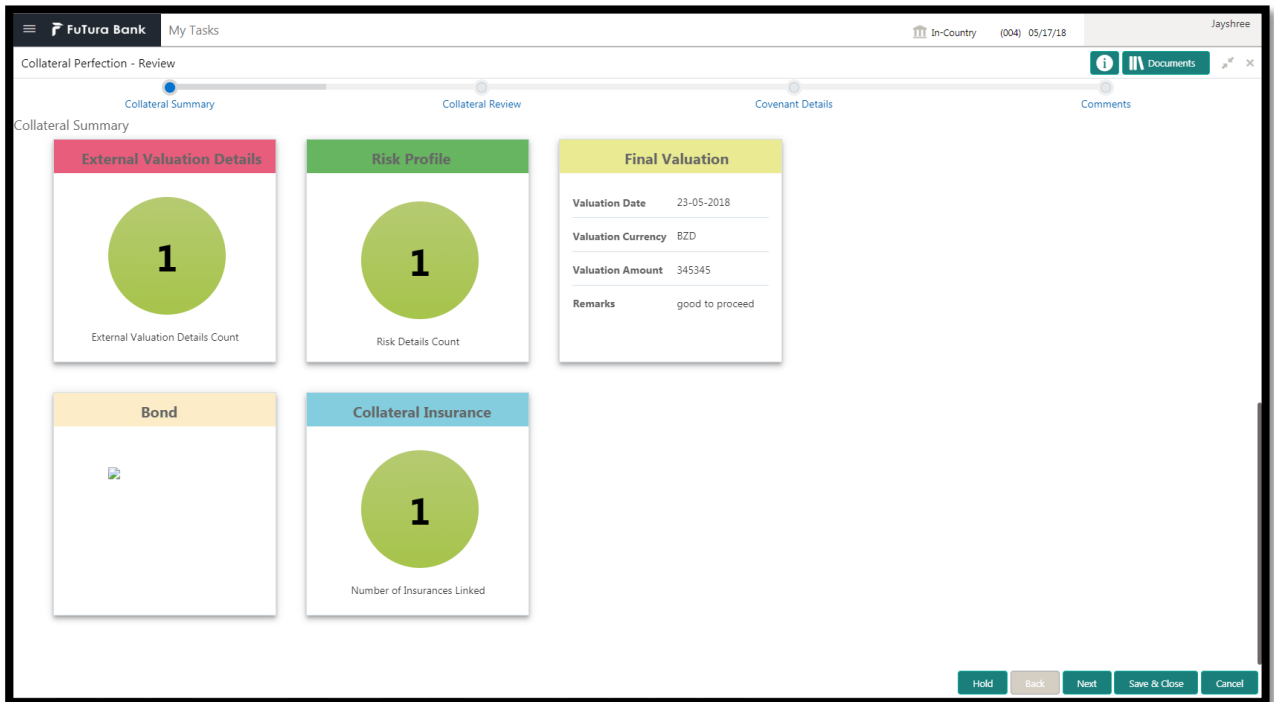 FuTura Bank My Tasks In-Country (004) 05/17/18 Jayshree
Collateral Perfection - Review i Documents
Collateral Summary Collateral Review Covenant Details Comments
Collateral Summary
External Valuation Details
1
External Valuation Details Count
Risk Profile
1
Risk Details Count
Final Valuation
Valuation Date 23-05-2018
Valuation Currency BZD
Valuation Amount 345345
Remarks good to proceed
Bond
Collateral Insurance
1
Number of Insurances Linked
Hold Back Next Save & Close Cancel